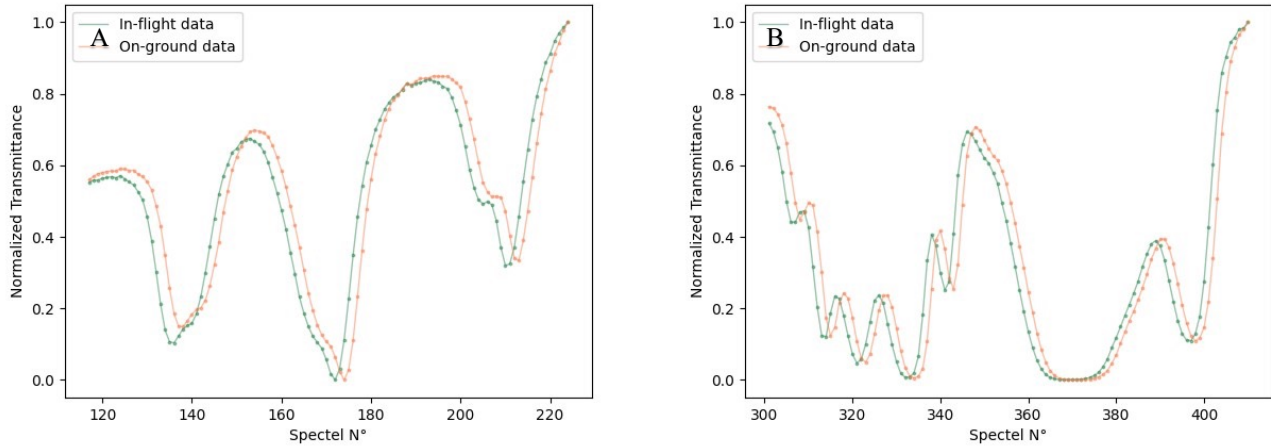 In-flight data
On-ground data
A
1.0
0.8
0.6
0.4
0.2
0.0
Normalized Transmittance
120 140 160 180 200 220
Spectel N°
In-flight data
On-ground data
B
1.0
0.8
0.6
0.4
0.2
0.0
Normalized Transmittance
300 320 340 360 380 400
Spectel N°